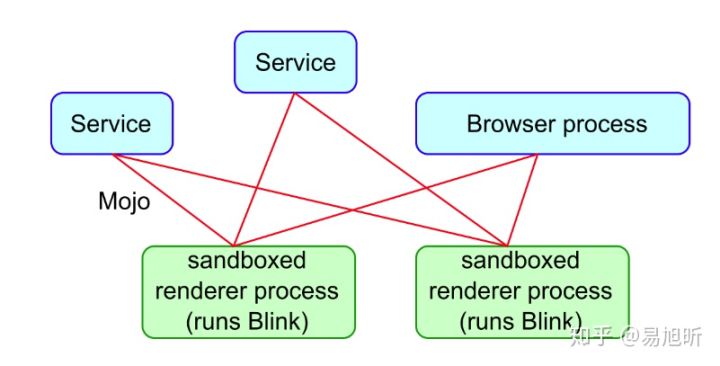 Service
Service
Browser process
Mojo
sandboxed
renderer process
(runs Blink)
sandboxed
renderer process
(runs Blink)
知乎 @易旭昕